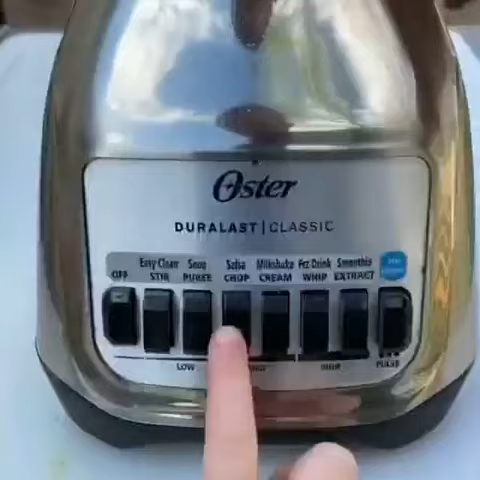 Oster
DURALAST | CLASSIC
Easy Clean Soup Salsa Milkshake Frz Drink Smoothie
OFF STIR PUREE CHOP CREAM WHIP EXTRACT
LOW HIGH PULSE